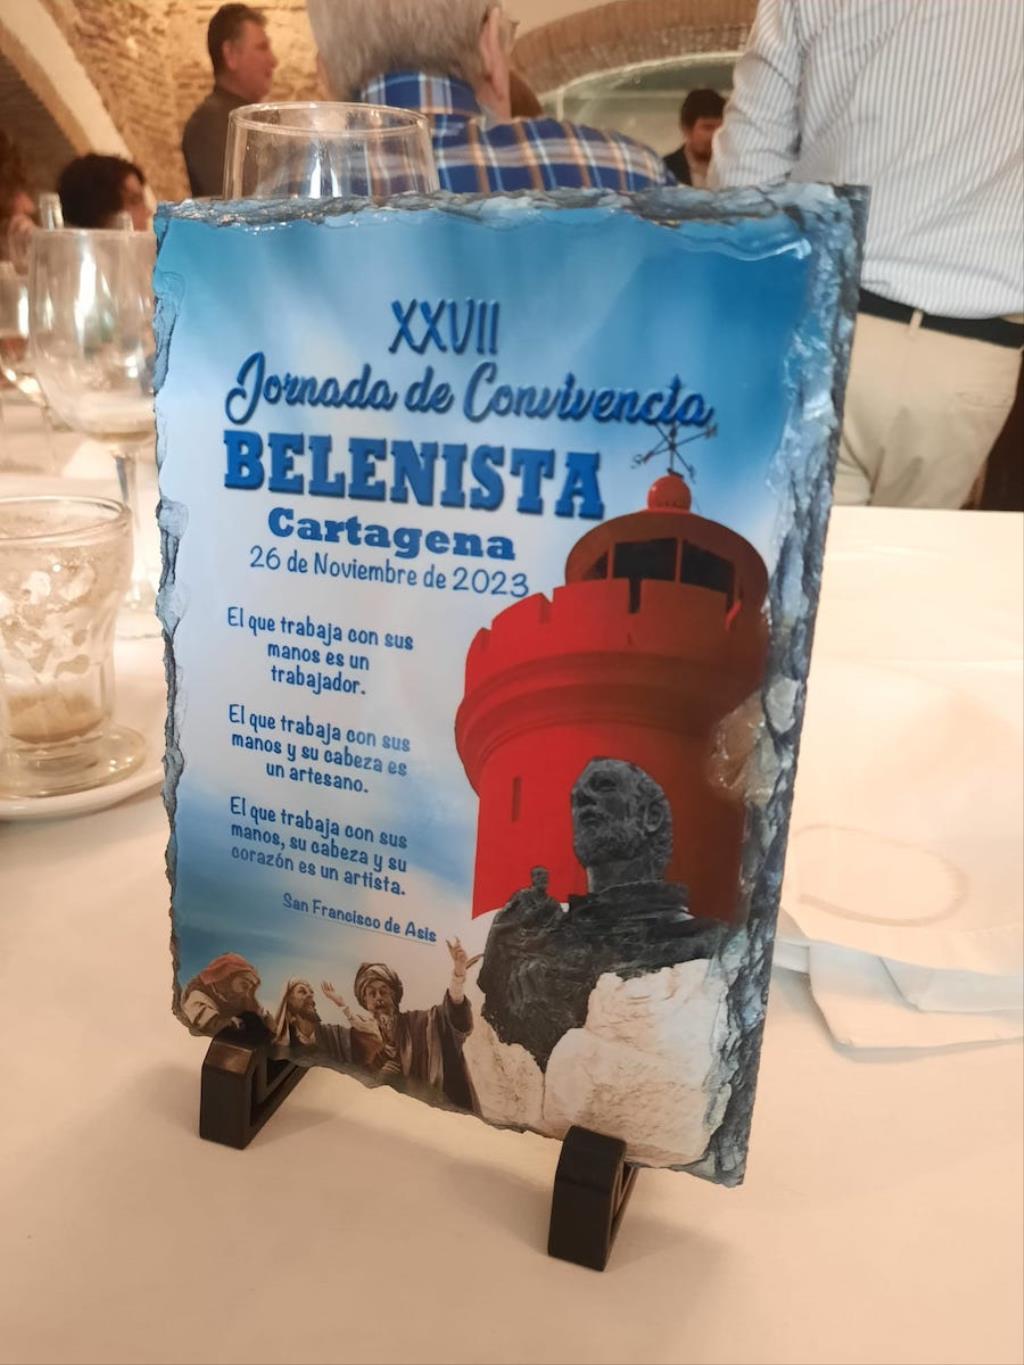 XXVII
Jornada de Convivencia
BELENISTA
Cartagena
26 de Noviembre de 2023
El que trabaja con sus
manos es un
trabajador.
El que trabaja con sus
manos y su cabeza es
un artesano.
El que trabaja con sus
manos, su cabeza y su
corazón es un artista.
San Francisco de Asis